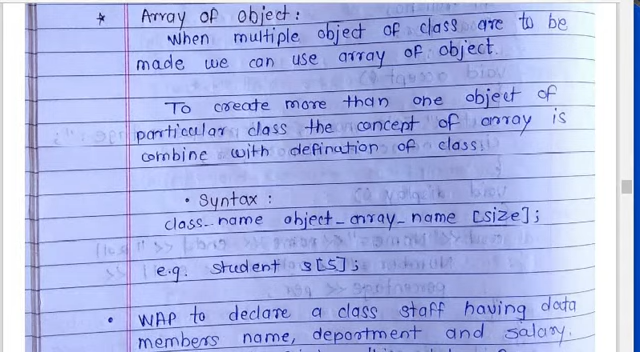 * Array of object:
When multiple object of class are to be
made we can use array of object.
To create more than one object of
particular class the concept of array is
combine with defination of class.
• Syntax:
class_name object_array_name [size];
e.g. student s[5];
• WAP to declare a class staff having data
members name, department and salary.